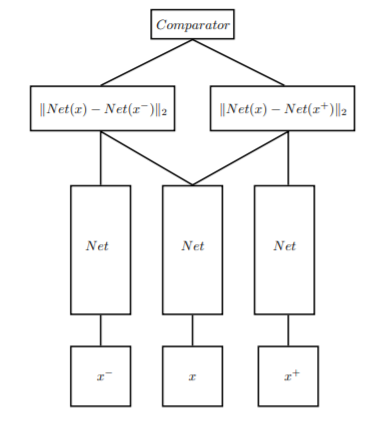 Comparator
∥Net(x) − Net(x⁻)∥₂ ∥Net(x) − Net(x⁺)∥₂
Net Net Net
x⁻ x x⁺